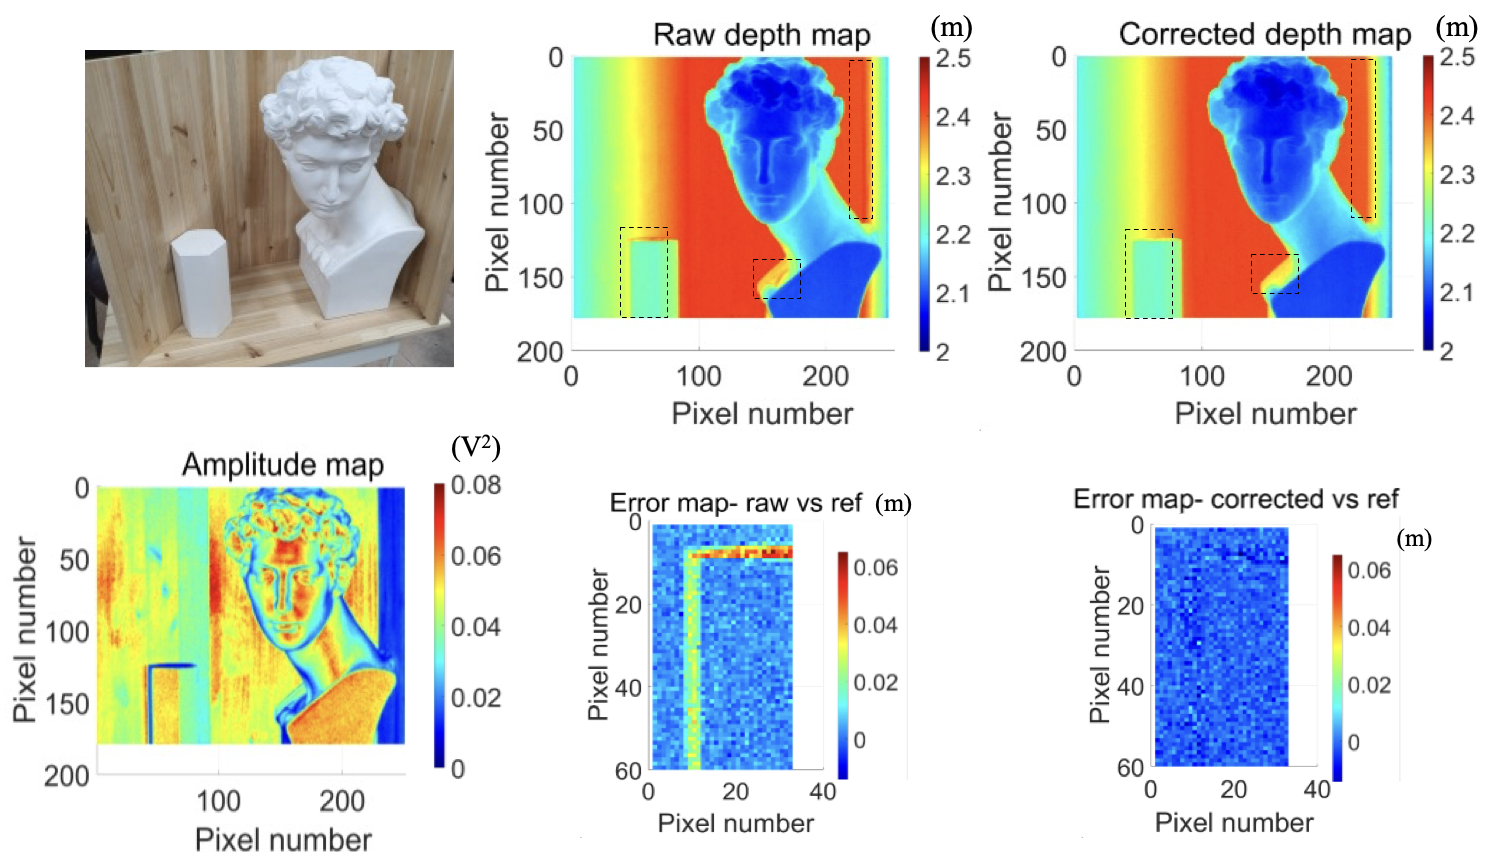 Raw depth map (m)
0
50
100
150
200
Pixel number
0 100 200
Pixel number
2.5
2.4
2.3
2.2
2.1
2
Corrected depth map (m)
0
50
100
150
200
Pixel number
0 100 200
Pixel number
2.5
2.4
2.3
2.2
2.1
2
Amplitude map (V²)
0
50
100
150
200
Pixel number
100 200
Pixel number
0.08
0.06
0.04
0.02
0
Error map- raw vs ref (m)
0
20
40
60
Pixel number
0 20 40
Pixel number
0.06
0.04
0.02
0
Error map- corrected vs ref
(m)
0
20
40
60
Pixel number
0 20 40
Pixel number
0.06
0.04
0.02
0